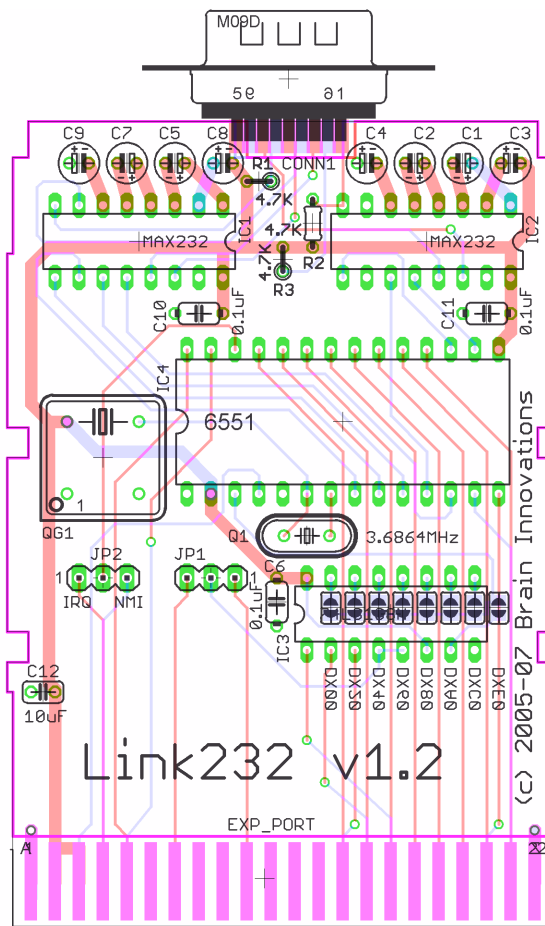 M09D
59
16
C9 C7 C5 C8 C4 C2 C1 C3
R1
CONN1
4.7K
4.7K
4.7K
IC1
IC2
MAX232
MAX232
R2
R3
C10
0.1uF
C11
0.1uF
IC4
6551
1
QG1
Q1
3.6864MHz
JP2
JP1
1
1
IRQ NMI
C6
0.1uF
IC3
DX00
DX20
DX40
DX60
DX80
DXA0
DXC0
DXE0
C12
10uF
Link232 v1.2
(c) 2005-07 Brain Innovations
EXP_PORT
A1
22